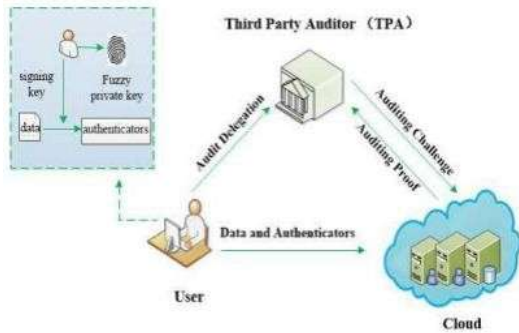 Third Party Auditor （TPA）
signing
key
Fuzzy
private key
data
authenticators
Audit Delegation
Auditing Challenge
Auditing Proof
Data and Authenticators
User
Cloud